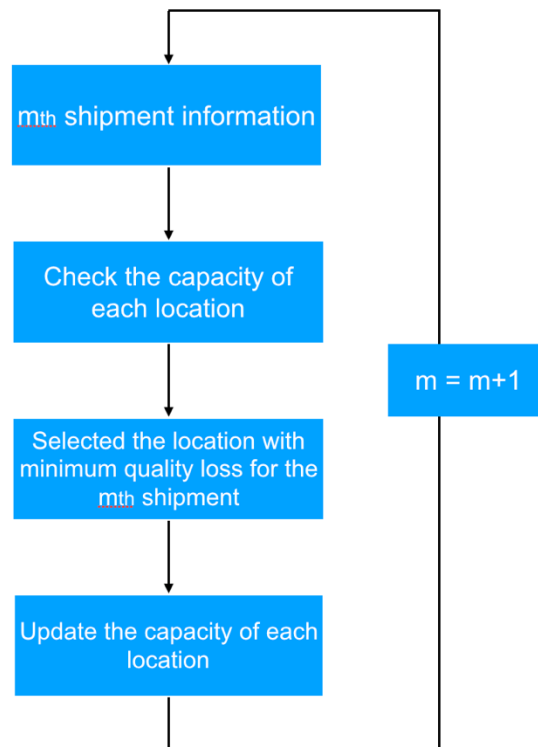 mth shipment information
Check the capacity of
each location
m = m+1
Selected the location with
minimum quality loss for the
mth shipment
Update the capacity of each
location